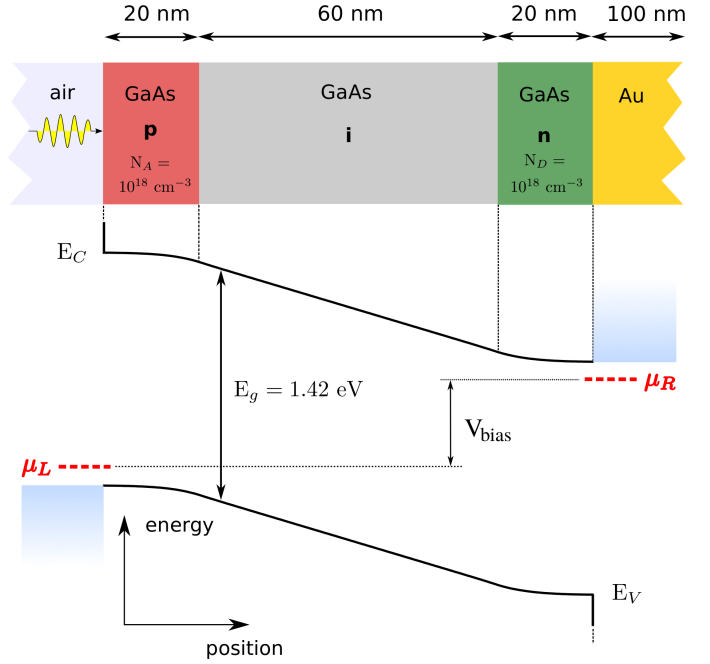 20 nm 60 nm 20 nm 100 nm
air GaAs GaAs GaAs Au
p i n
N_A = N_D =
10^18 cm^−3 10^18 cm^−3
E_C
μ_R
E_g = 1.42 eV
V_bias
μ_L
energy
E_V
position